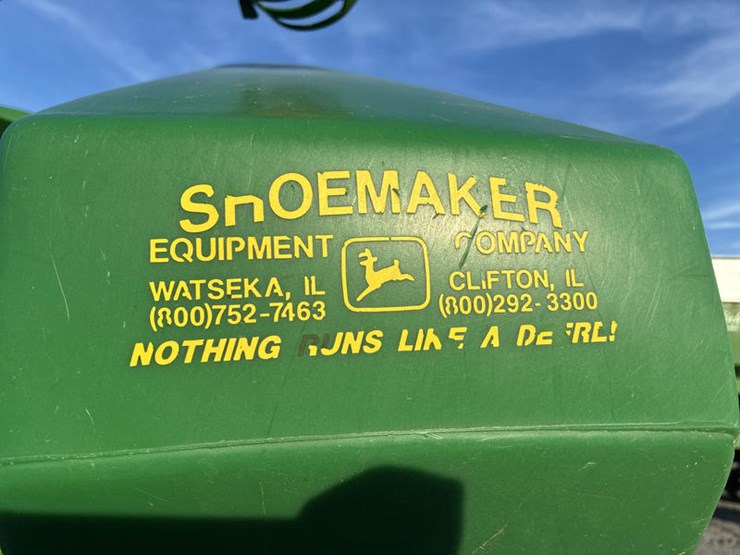 SHOEMAKER
EQUIPMENT COMPANY
WATSEKA, IL CLIFTON, IL
(800)752-7463 (800)292-3300
NOTHING RUNS LIKE A DEERE!